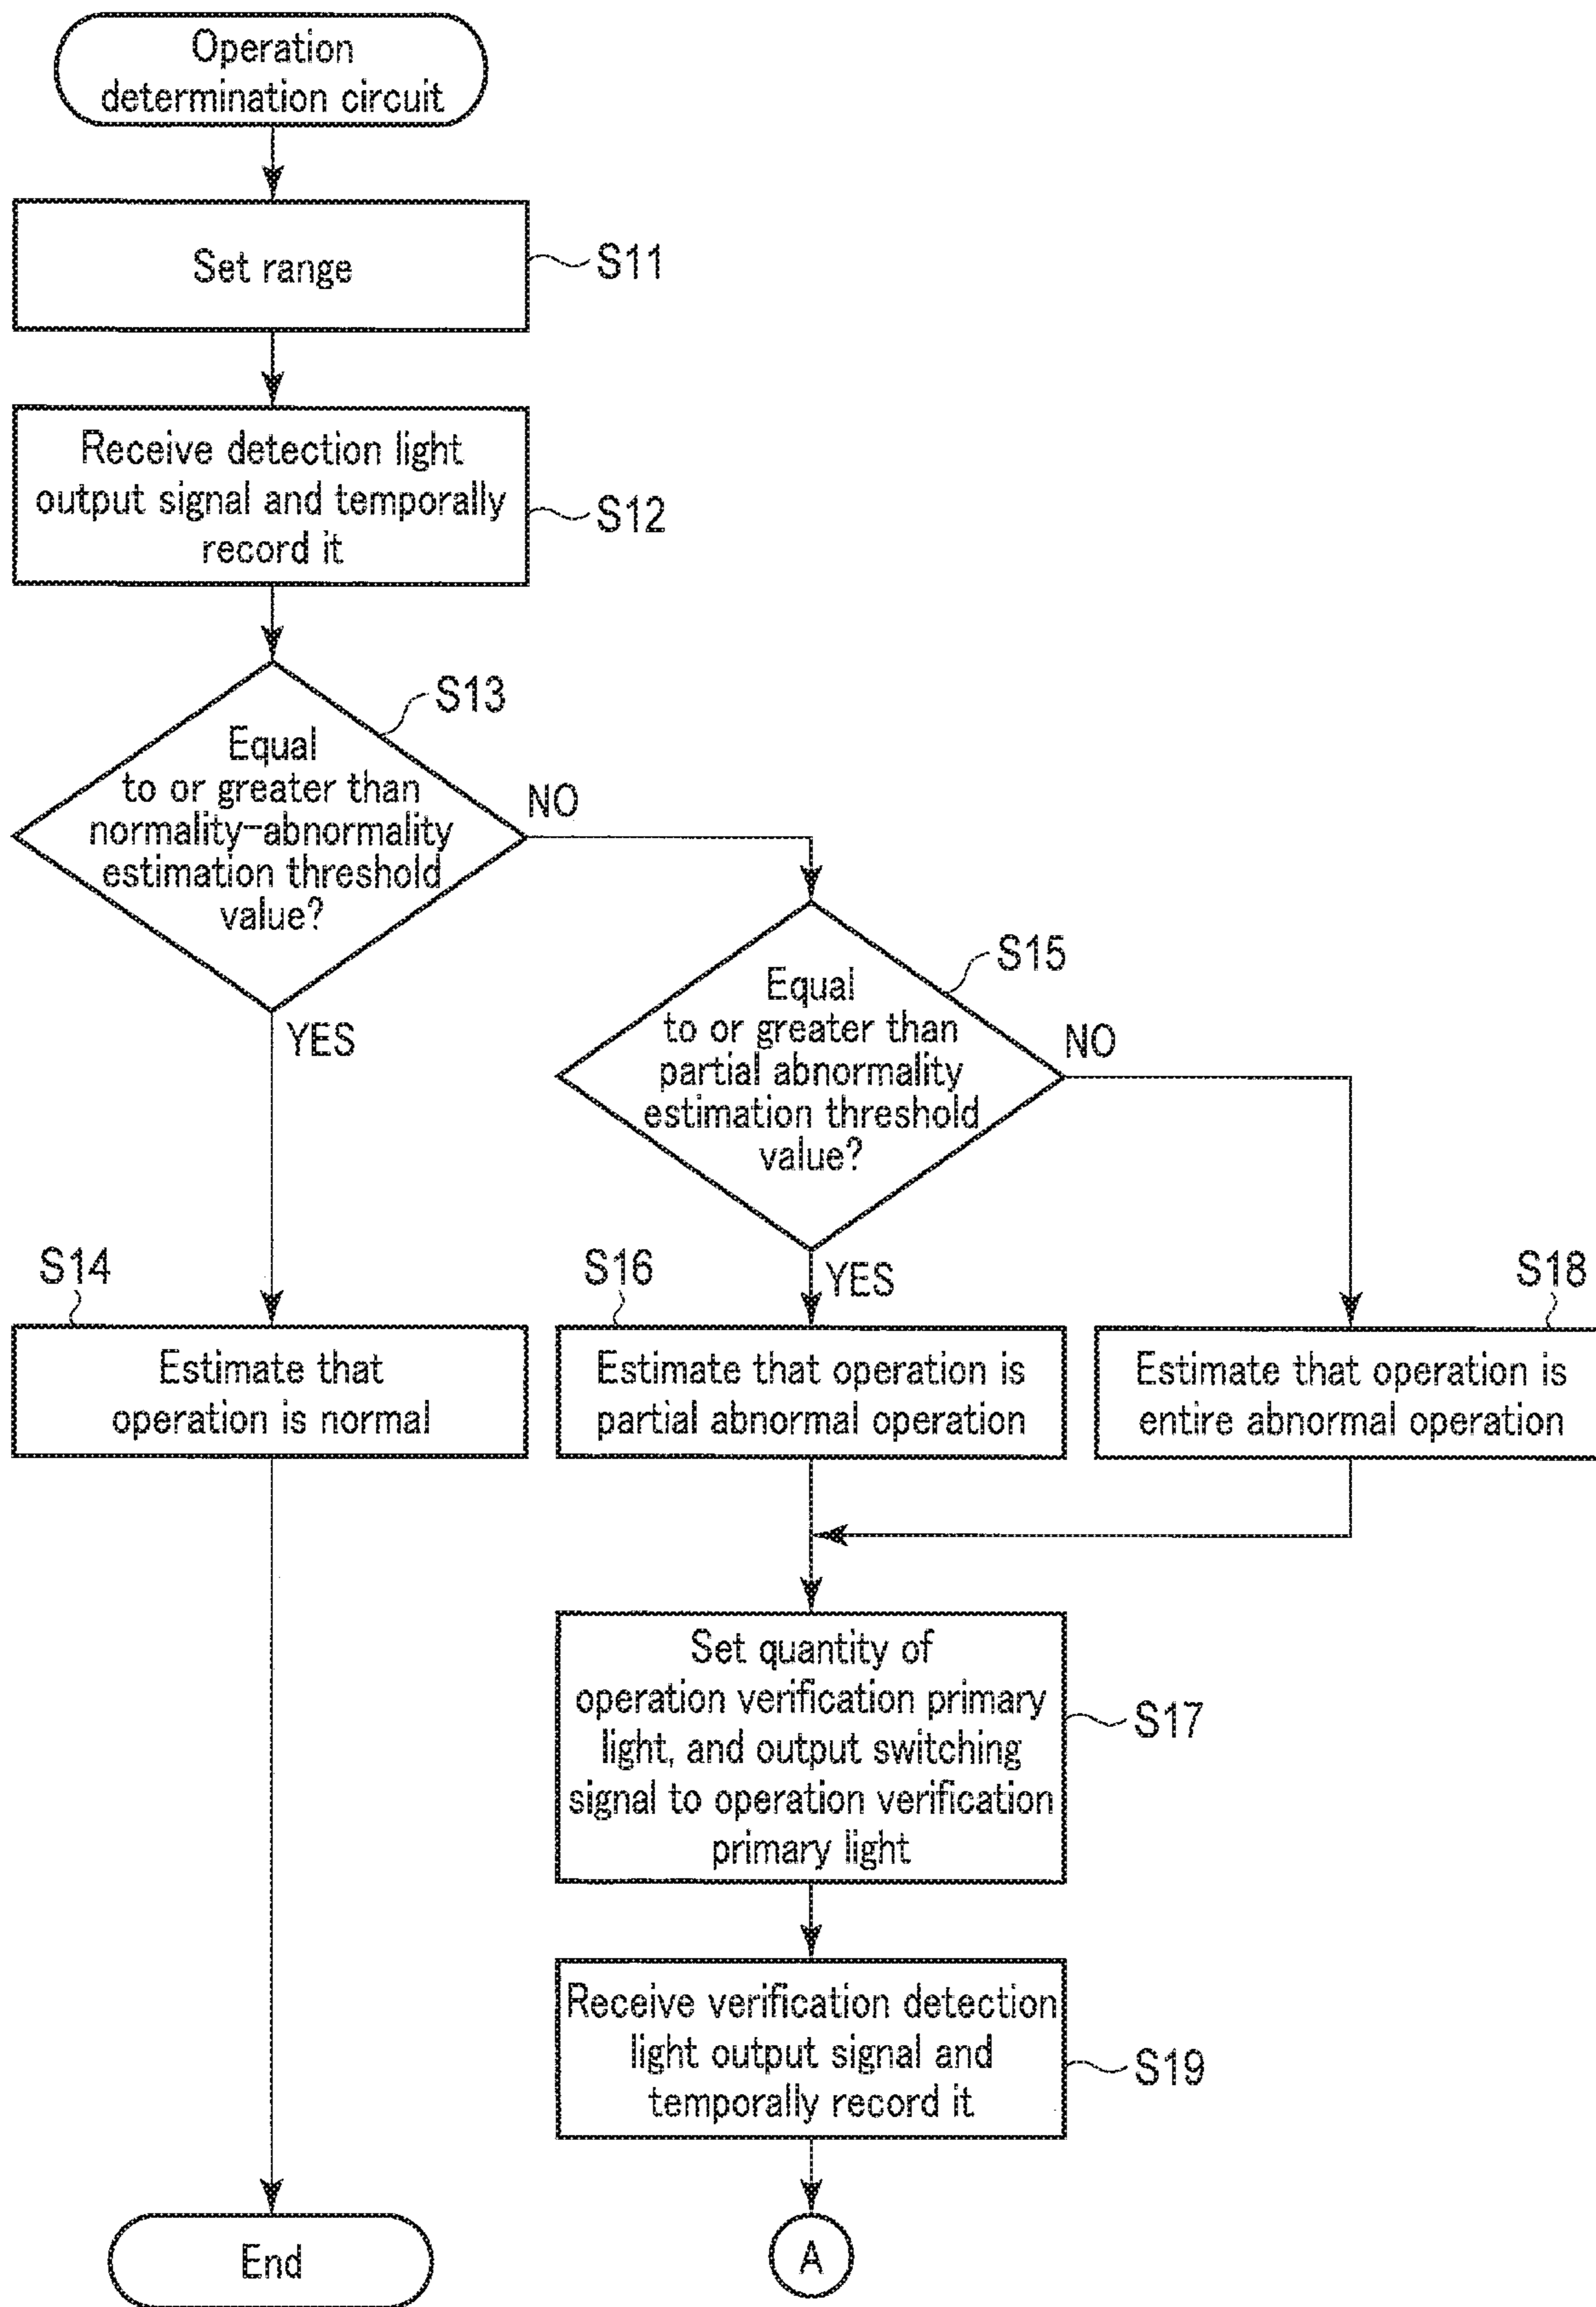 Operation
determination circuit
Set range
S11
Receive detection light
output signal and temporally
record it
S12
S13
Equal
to or greater than
normality-abnormality
estimation threshold
value?
NO
YES
S15
Equal
to or greater than
partial abnormality
estimation threshold
value?
NO
YES
S14
Estimate that
operation is normal
S16
Estimate that operation is
partial abnormal operation
S18
Estimate that operation is
entire abnormal operation
Set quantity of
operation verification primary
light, and output switching
signal to operation verification
primary light
S17
Receive verification detection
light output signal and
temporally record it
S19
End
A